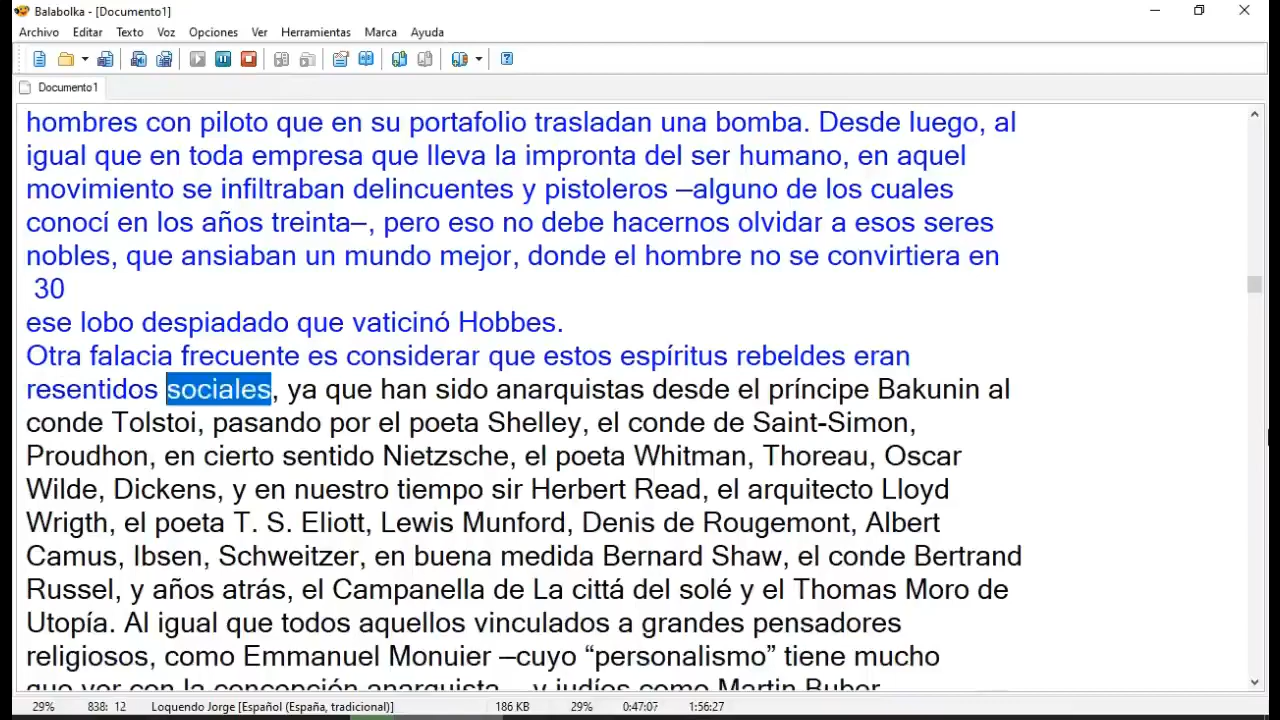 Balabolka - [Documento1]
Archivo Editar Texto Voz Opciones Ver Herramientas Marca Ayuda
Documento1
hombres con piloto que en su portafolio trasladan una bomba. Desde luego, al
igual que en toda empresa que lleva la impronta del ser humano, en aquel
movimiento se infiltraban delincuentes y pistoleros –alguno de los cuales
conocí en los años treinta–, pero eso no debe hacernos olvidar a esos seres
nobles, que ansiaban un mundo mejor, donde el hombre no se convirtiera en
30
ese lobo despiadado que vaticinó Hobbes.
Otra falacia frecuente es considerar que estos espíritus rebeldes eran
resentidos sociales, ya que han sido anarquistas desde el príncipe Bakunin al
conde Tolstoi, pasando por el poeta Shelley, el conde de Saint-Simon,
Proudhon, en cierto sentido Nietzsche, el poeta Whitman, Thoreau, Oscar
Wilde, Dickens, y en nuestro tiempo sir Herbert Read, el arquitecto Lloyd
Wrigth, el poeta T. S. Eliott, Lewis Munford, Denis de Rougemont, Albert
Camus, Ibsen, Schweitzer, en buena medida Bernard Shaw, el conde Bertrand
Russel, y años atrás, el Campanella de La cittá del solé y el Thomas Moro de
Utopía. Al igual que todos aquellos vinculados a grandes pensadores
religiosos, como Emmanuel Monuier –cuyo “personalismo” tiene mucho
que ver con la concepción anarquista–, y judíos como Martin Buber
29% 838: 12 Loquendo Jorge [Español (España, tradicional)] 186 KB 29% 0:47:07 1:56:27